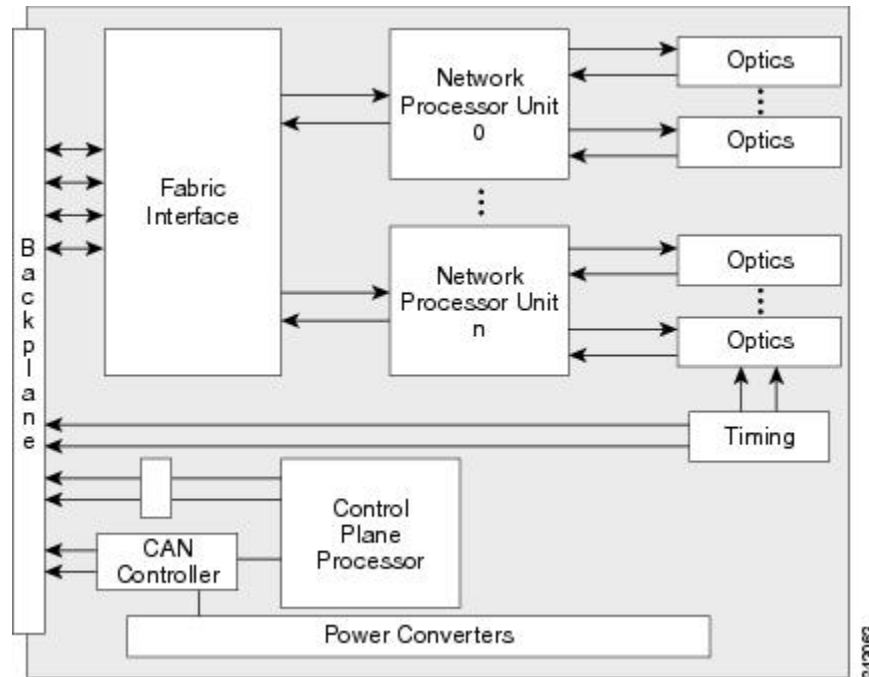 Backplane
Fabric
Interface
Network
Processor Unit
0
Optics
Optics
Network
Processor Unit
n
Optics
Optics
Timing
Control
Plane
Processor
CAN
Controller
Power Converters